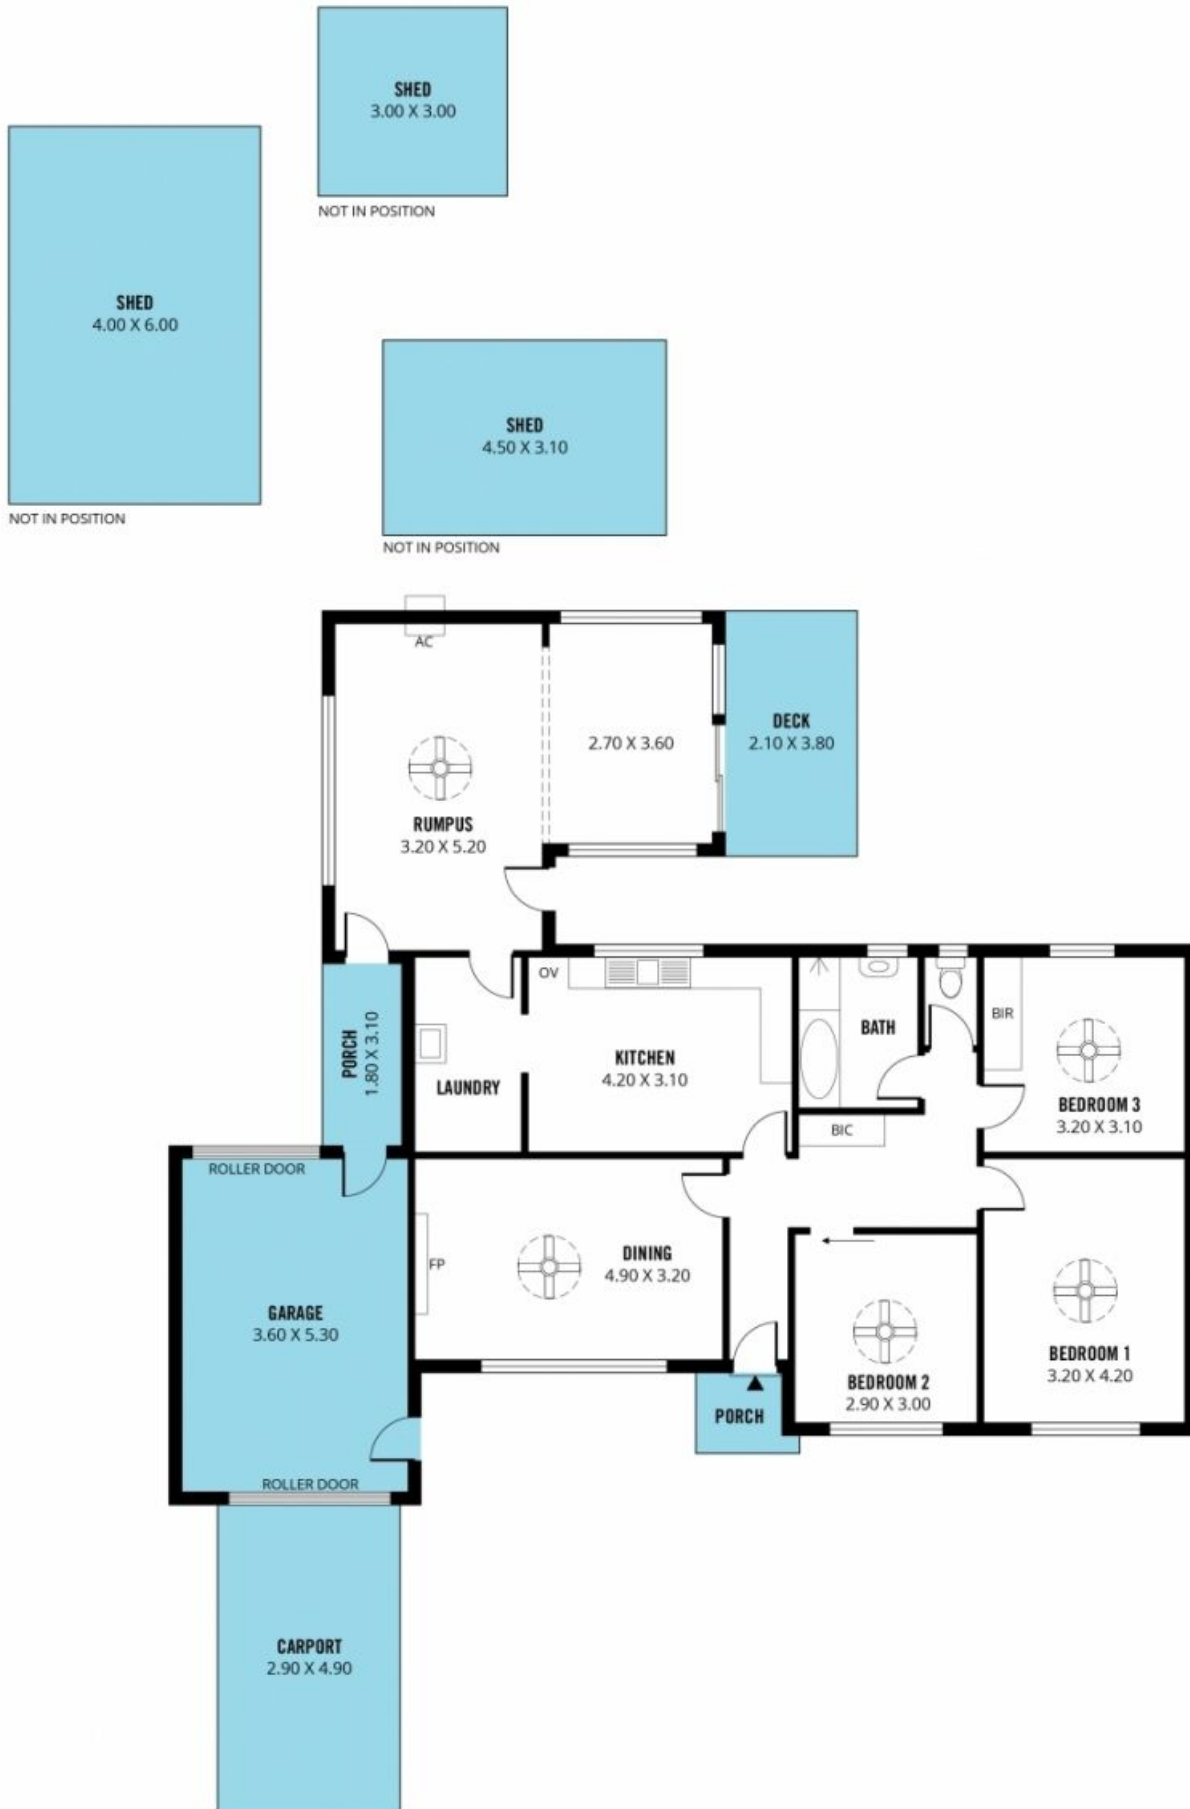 SHED
3.00 X 3.00
NOT IN POSITION
SHED
4.00 X 6.00
NOT IN POSITION
SHED
4.50 X 3.10
NOT IN POSITION
AC
RUMPUS
3.20 X 5.20
2.70 X 3.60
DECK
2.10 X 3.80
PORCH
1.80 X 3.10
LAUNDRY
OV
KITCHEN
4.20 X 3.10
BATH
BIC
BIR
BEDROOM 3
3.20 X 3.10
ROLLER DOOR
GARAGE
3.60 X 5.30
ROLLER DOOR
FP
DINING
4.90 X 3.20
PORCH
BEDROOM 2
2.90 X 3.00
BEDROOM 1
3.20 X 4.20
CARPORT
2.90 X 4.90